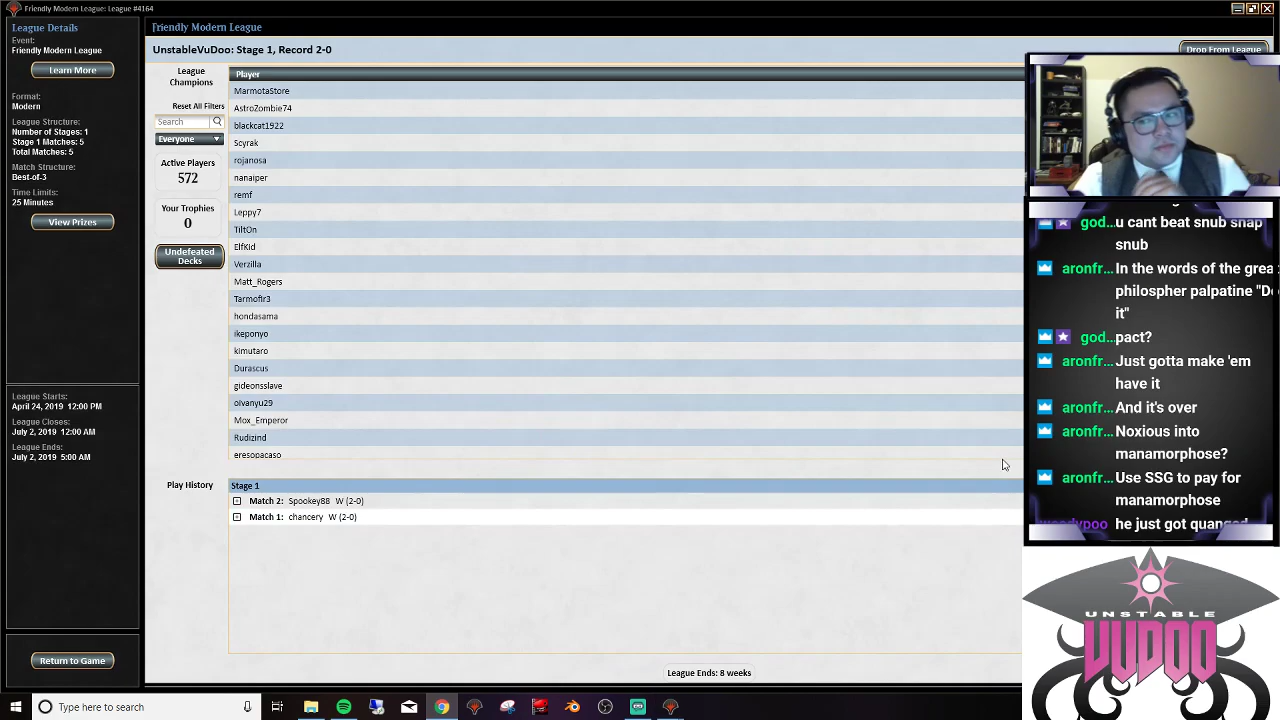 Friendly Modern League: League #4164
League Details
Event:
Friendly Modern League
Learn More
Format:
Modern
League Structure:
Number of Stages: 1
Stage 1 Matches: 5
Total Matches: 5
Match Structure:
Best-of-3
Time Limits:
25 Minutes
View Prizes
League Starts:
April 24, 2019 12:00 PM
League Closes:
July 2, 2019 12:00 AM
League Ends:
July 2, 2019 5:00 AM
Return to Game
Friendly Modern League
UnstableVuDoo: Stage 1, Record 2-0
Drop From League
League
Champions
Reset All Filters
Search
Everyone
Active Players
572
Your Trophies
0
Undefeated
Decks
Player
MarmotaStore
AstroZombie74
blackcat1922
Scyrak
rojanosa
nanaiper
remf
Leppy7
TiltOn
ElfKid
Verzilla
Matt_Rogers
Tarmofir3
hondasama
ikeponyo
kimutaro
Durascus
gideonsslave
olvanyu29
Mox_Emperor
Rudizind
eresopacaso
Play History
Stage 1
Match 2: Spookey88 W (2-0)
Match 1: chancery W (2-0)
League Ends: 8 weeks
god... u cant beat snub snap
snub
aronfr... In the words of the grea
philospher palpatine "Do
it"
god... pact?
aronfr... Just gotta make 'em
have it
aronfr... And it's over
aronfr... Noxious into
manamorphose?
aronfr... Use SSG to pay for
manamorphose
he just got quanged
UNSTABLE
VUDOO
Type here to search